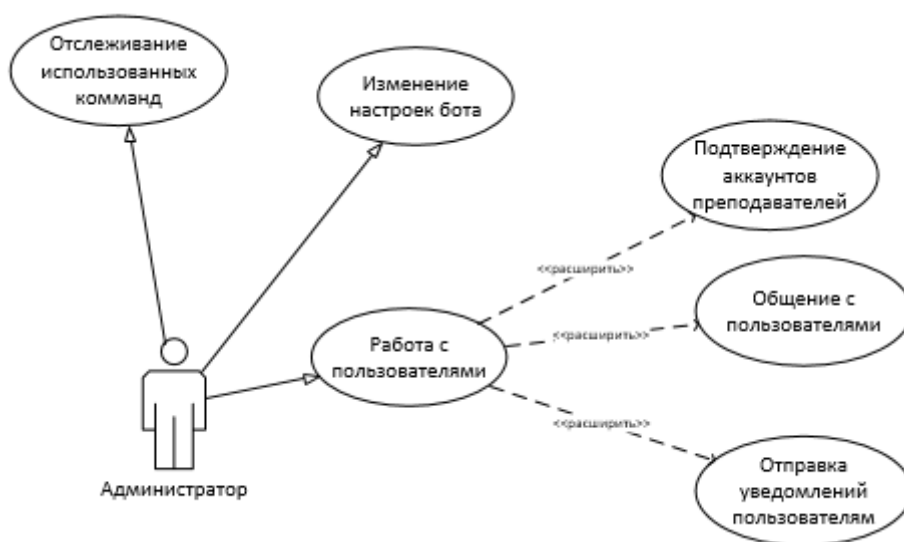 Отслеживание
использованных
комманд
Изменение
настроек бота
Подтверждение
аккаунтов
преподавателей
<<расширить>>
Общение с
пользователями
<<расширить>>
Работа с
пользователями
<<расширить>>
Отправка
уведомлений
пользователям
Администратор